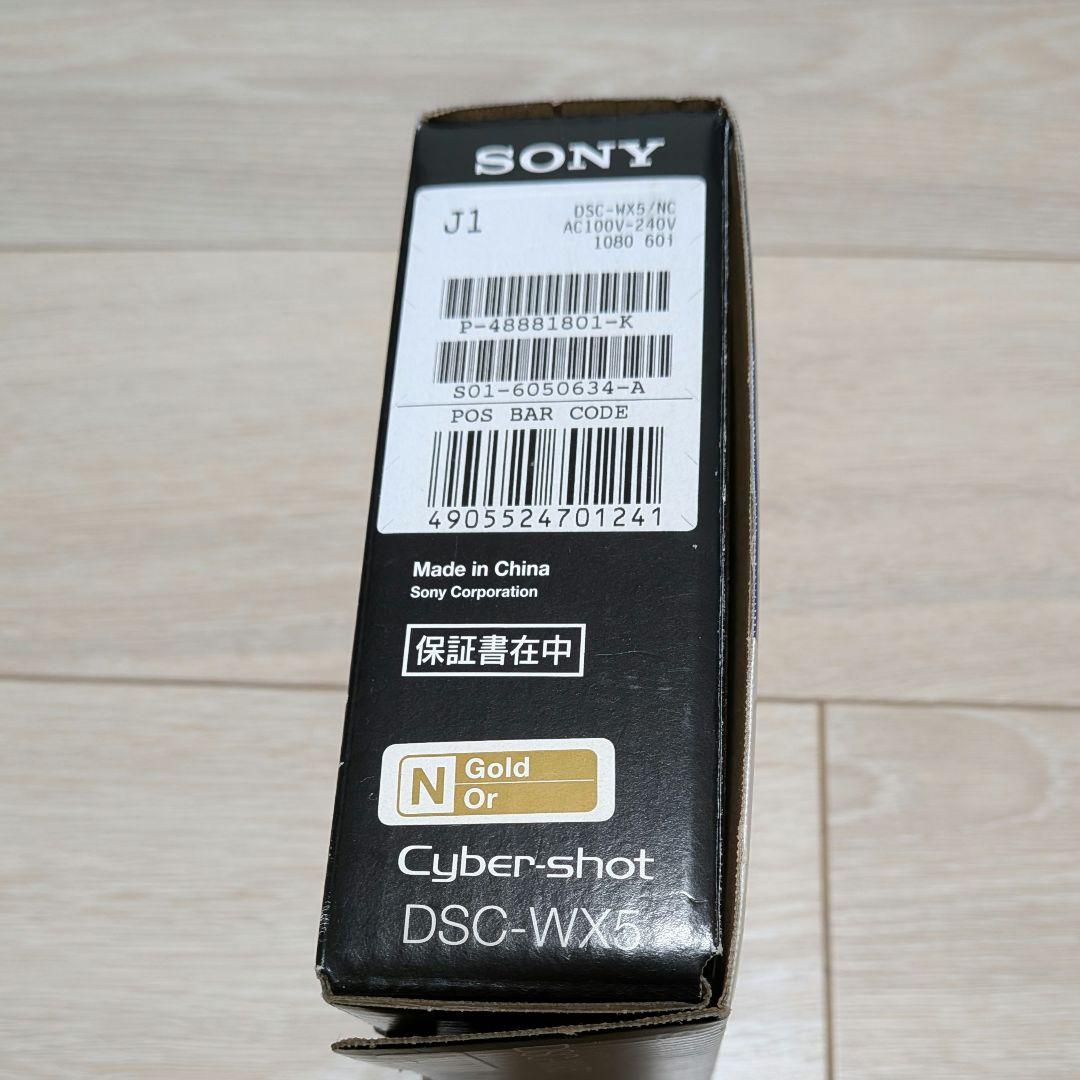 SONY
J1
DSC-WX5/NC
AC100V-240V
1080 601
P-48881801-K
S01-6050634-A
POS BAR CODE
4905524701241
Made in China
Sony Corporation
保証書在中
N Gold
Or
Cyber-shot
DSC-WX5